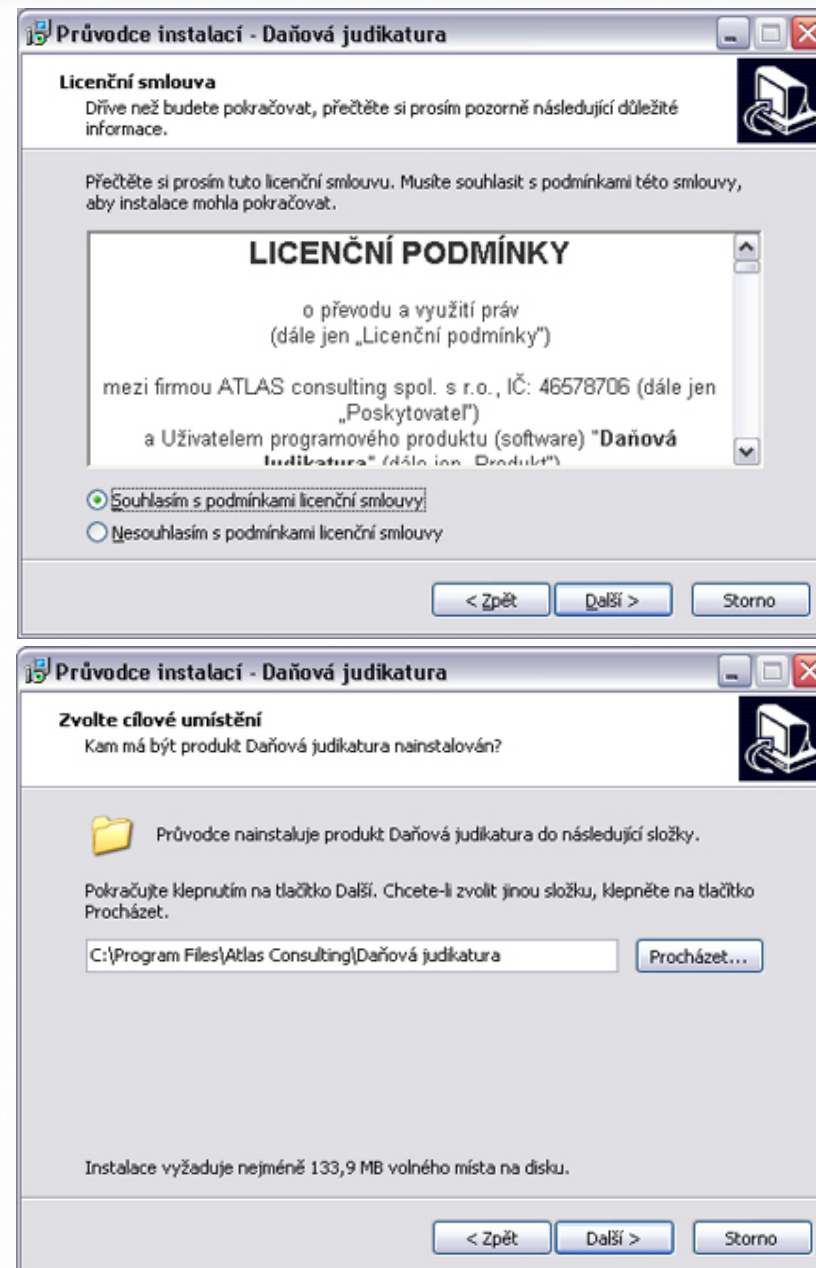 Průvodce instalací - Daňová judikatura
Licenční smlouva
Dříve než budete pokračovat, přečtěte si prosím pozorně následující důležité
informace.
Přečtěte si prosím tuto licenční smlouvu. Musíte souhlasit s podmínkami této smlouvy,
aby instalace mohla pokračovat.
LICENČNÍ PODMÍNKY
o převodu a využití práv
(dále jen „Licenční podmínky")
mezi firmou ATLAS consulting spol. s r.o., IČ: 46578706 (dále jen
„Poskytovatel")
a Uživatelem programového produktu (software) "Daňová
Judikatura" (dále jen „Produkt")
Souhlasím s podmínkami licenční smlouvy
Nesouhlasím s podmínkami licenční smlouvy
< Zpět
Další >
Storno
Průvodce instalací - Daňová judikatura
Zvolte cílové umístění
Kam má být produkt Daňová judikatura nainstalován?
Průvodce nainstaluje produkt Daňová judikatura do následující složky.
Pokračujte klepnutím na tlačítko Další. Chcete-li zvolit jinou složku, klepněte na tlačítko
Procházet.
C:\Program Files\Atlas Consulting\Daňová judikatura
Procházet...
Instalace vyžaduje nejméně 133,9 MB volného místa na disku.
< Zpět
Další >
Storno